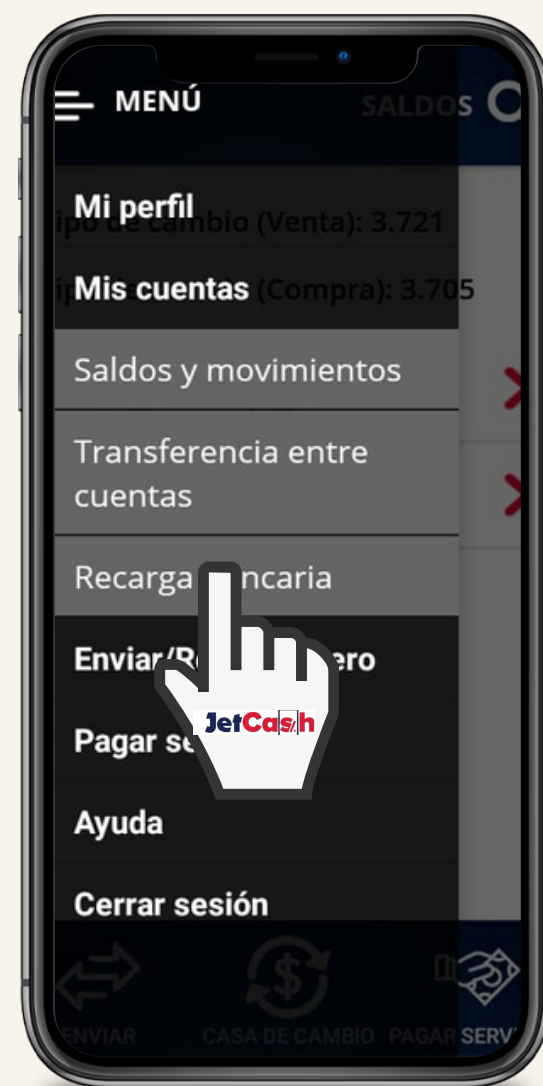 MENÚ
SALDOS
Mi perfil
ipo de cambio (Venta): 3.721
Mis cuentas
(Compra): 3.705
Saldos y movimientos
Transferencia entre
cuentas
Recarga ncaria
Enviar/R ero
JetCash
Pagar se
Ayuda
Cerrar sesión
ENVIAR
CASA DE CAMBIO
PAGAR SERV